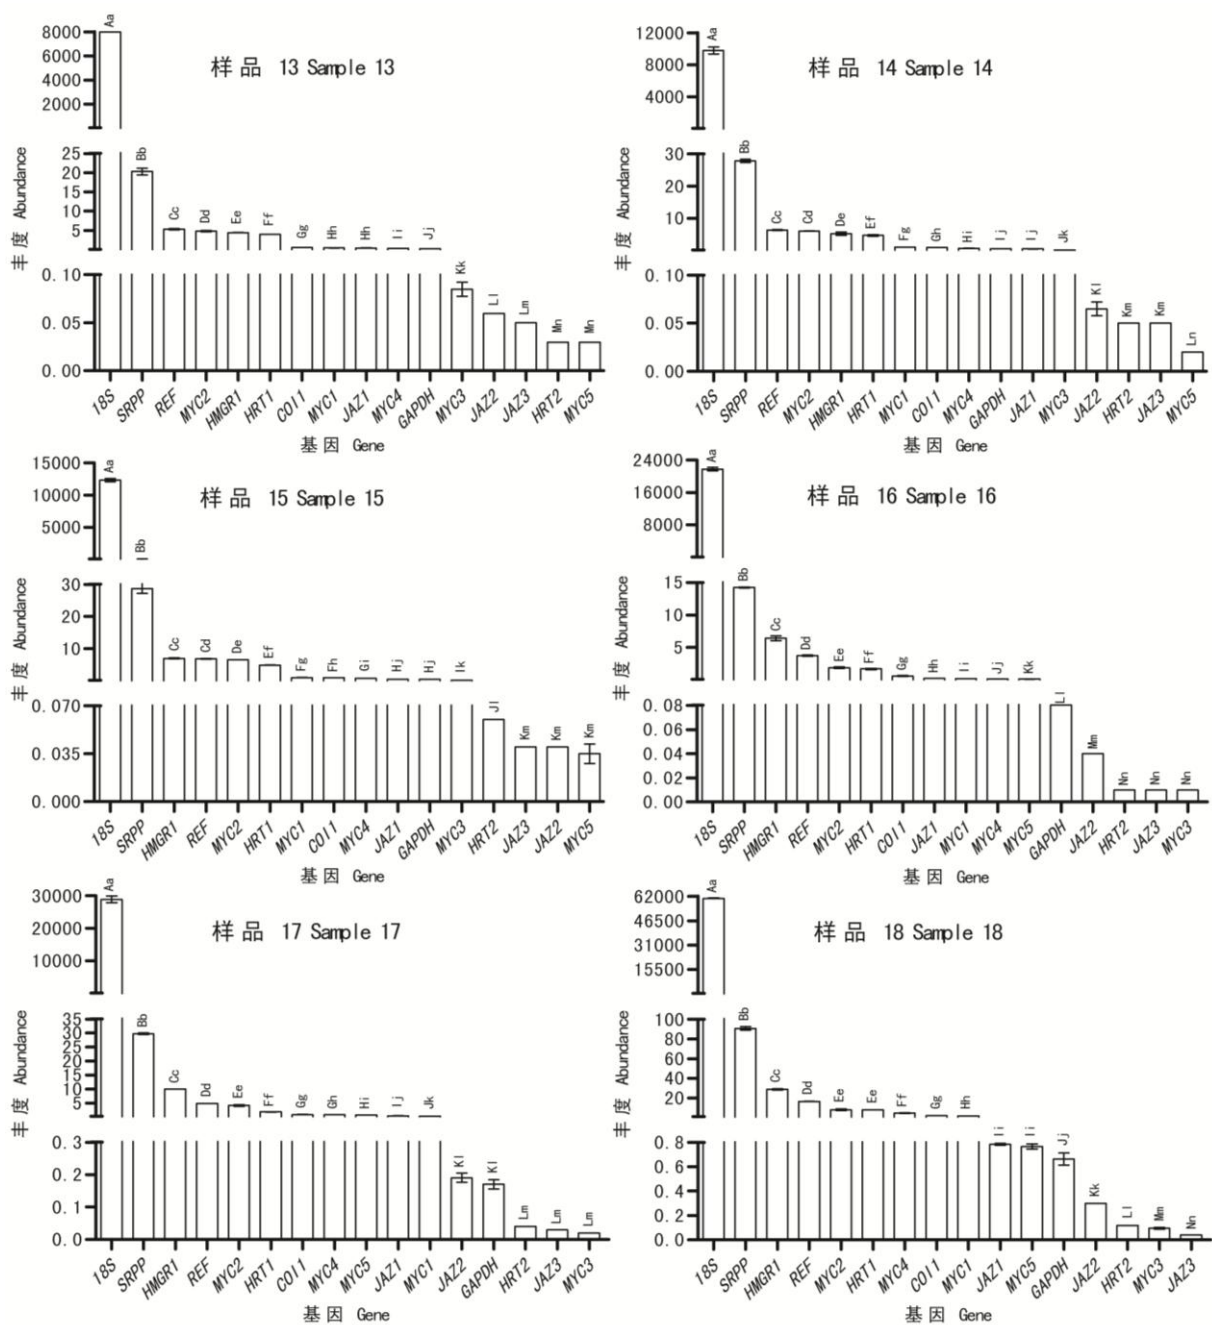 样品 13 Sample 13
丰度 Abundance
8000
6000
4000
2000
25
20
15
10
5
0.10
0.05
0.00
Aa Bb Cc Dd Ee Ff Gg Hh Hh Ii Jj Kk Ll Lm Mn Mn
18S SRPP REF MYC2 HMGR1 HRT1 COI1 MYC1 JAZ1 MYC4 GAPDH MYC3 JAZ2 JAZ3 HRT2 MYC5
基因 Gene
样品 14 Sample 14
丰度 Abundance
12000
8000
4000
30
20
10
0.10
0.05
0.00
Aa Bb Cc Cd De Ef Fg Gh Hi Ij Ij Jk Kl Km Km Ln
18S SRPP REF MYC2 HMGR1 HRT1 MYC1 COI1 MYC4 GAPDH JAZ1 MYC3 JAZ2 HRT2 JAZ3 MYC5
基因 Gene
样品 15 Sample 15
丰度 Abundance
15000
10000
5000
30
20
10
0.070
0.035
0.000
Aa Bb Cc Cd De Ef Fg Fh Gi Hj Hj Ik Jl Km Km Km
18S SRPP HMGR1 REF MYC2 HRT1 MYC1 COI1 MYC4 JAZ1 GAPDH MYC3 HRT2 JAZ3 JAZ2 MYC5
基因 Gene
样品 16 Sample 16
丰度 Abundance
24000
16000
8000
15
10
5
0.08
0.06
0.04
0.02
0.00
Aa Bb Cc Dd Ee Ff Gg Hh Ii Jj Kk Ll Mm Nn Nn Nn
18S SRPP HMGR1 REF MYC2 HRT1 COI1 JAZ1 MYC1 MYC4 MYC5 GAPDH JAZ2 HRT2 JAZ3 MYC3
基因 Gene
样品 17 Sample 17
丰度 Abundance
30000
20000
10000
35
30
25
20
15
10
5
0.3
0.2
0.1
0.0
Aa Bb Cc Dd Ee Ff Gg Gh Hi Ij Jk Kl Kl Lm Lm Lm
18S SRPP HMGR1 REF MYC2 HRT1 COI1 MYC4 MYC5 JAZ1 MYC1 JAZ2 GAPDH HRT2 JAZ3 MYC3
基因 Gene
样品 18 Sample 18
丰度 Abundance
62000
46500
31000
15500
100
80
60
40
20
0.8
0.6
0.4
0.2
0.0
Aa Bb Cc Dd Ee Ee Ff Gg Hh Ii Ii Jj Kk Ll Mm Nn
18S SRPP HMGR1 REF MYC2 HRT1 MYC4 COI1 MYC1 JAZ1 MYC5 GAPDH JAZ2 HRT2 MYC3 JAZ3
基因 Gene